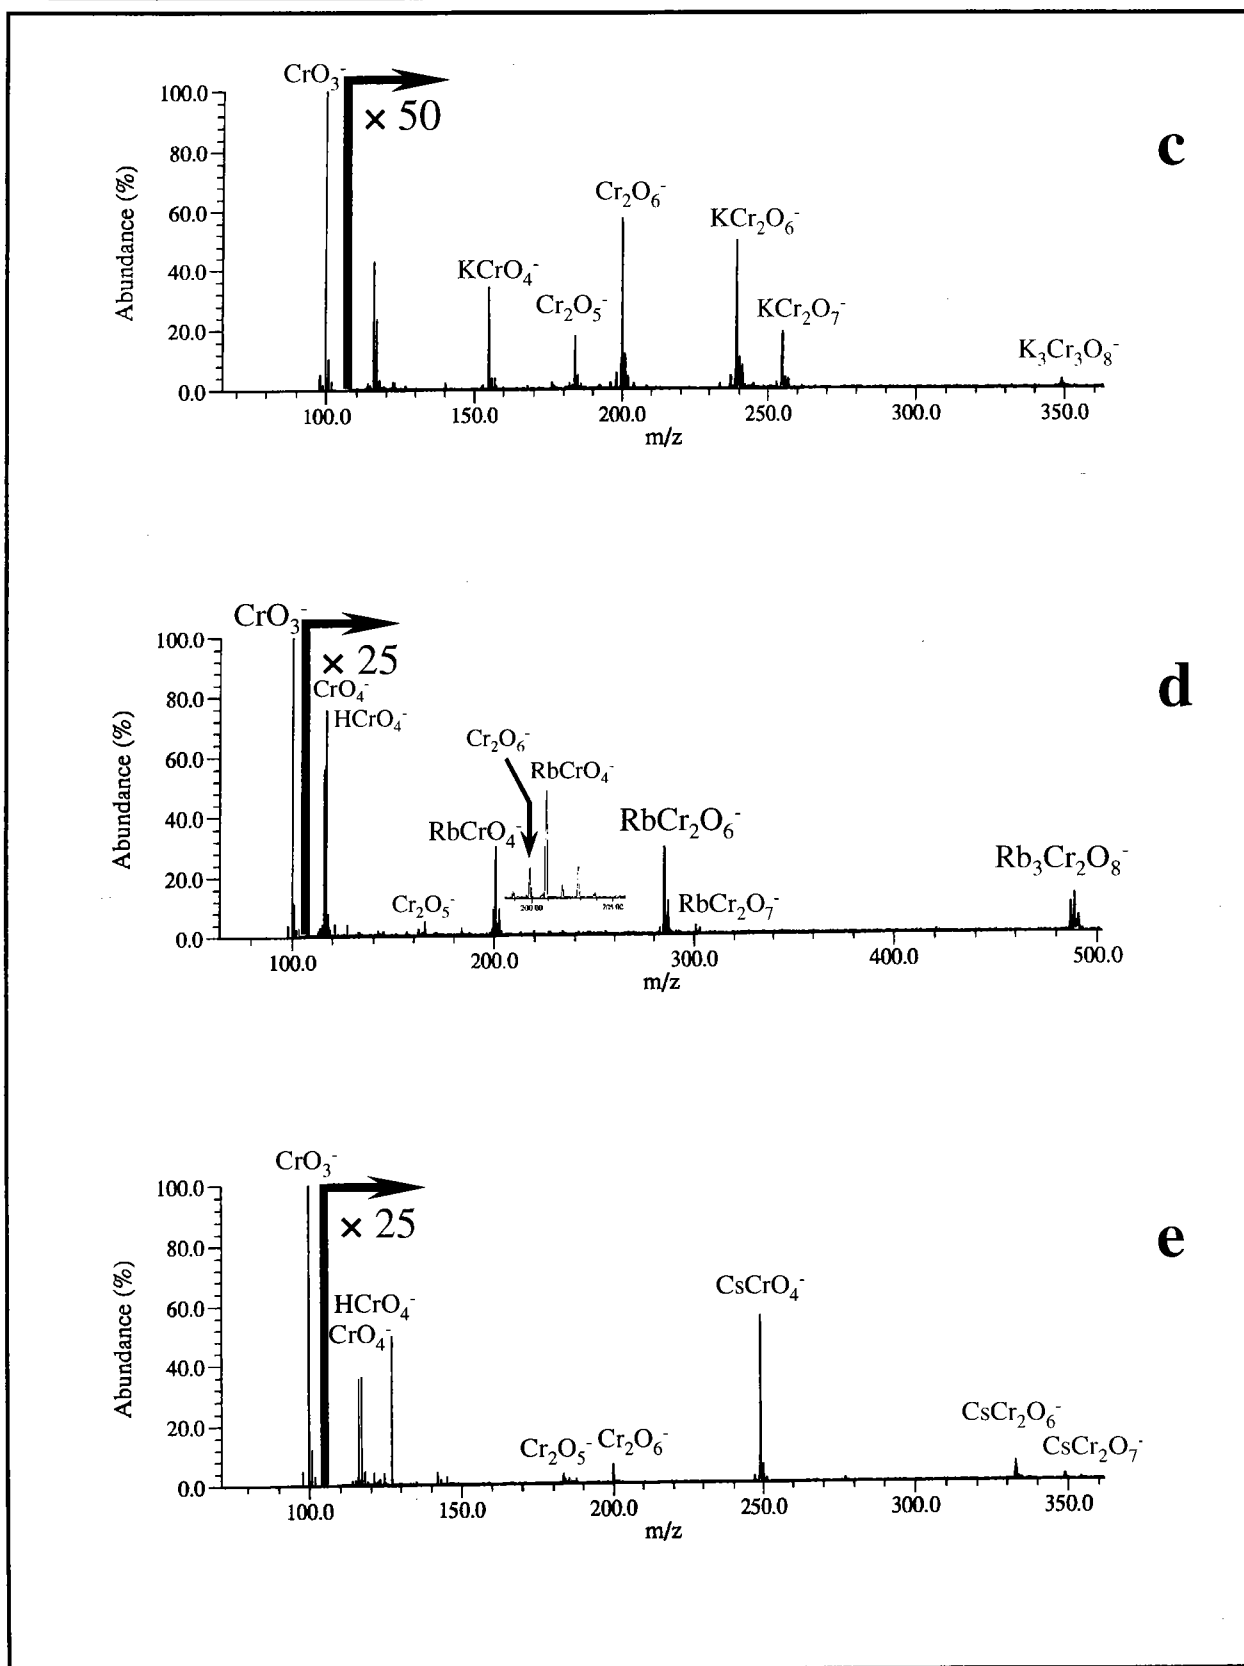 CrO₃⁻
× 50
c
Abundance (%)
100.0
80.0
60.0
40.0
20.0
0.0
KCrO₄⁻
Cr₂O₅⁻
Cr₂O₆⁻
KCr₂O₆⁻
KCr₂O₇⁻
K₃Cr₃O₈⁻
100.0 150.0 200.0 250.0 300.0 350.0
m/z
CrO₃⁻
× 25
d
Abundance (%)
100.0
80.0
60.0
40.0
20.0
0.0
CrO₄⁻
HCrO₄⁻
Cr₂O₆⁻
RbCrO₄⁻
RbCrO₄⁻
RbCr₂O₆⁻
Cr₂O₅⁻
200.00 205.00
RbCr₂O₇⁻
Rb₃Cr₂O₈⁻
100.0 200.0 300.0 400.0 500.0
m/z
CrO₃⁻
× 25
e
Abundance (%)
100.0
80.0
60.0
40.0
20.0
0.0
HCrO₄⁻
CrO₄⁻
CsCrO₄⁻
Cr₂O₅⁻
Cr₂O₆⁻
CsCr₂O₆⁻
CsCr₂O₇⁻
100.0 150.0 200.0 250.0 300.0 350.0
m/z